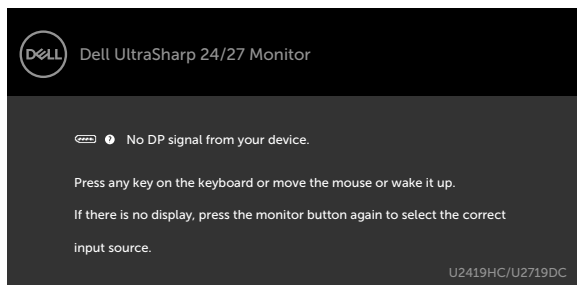 DELL
Dell UltraSharp 24/27 Monitor
? No DP signal from your device.
Press any key on the keyboard or move the mouse or wake it up.
If there is no display, press the monitor button again to select the correct
input source.
U2419HC/U2719DC